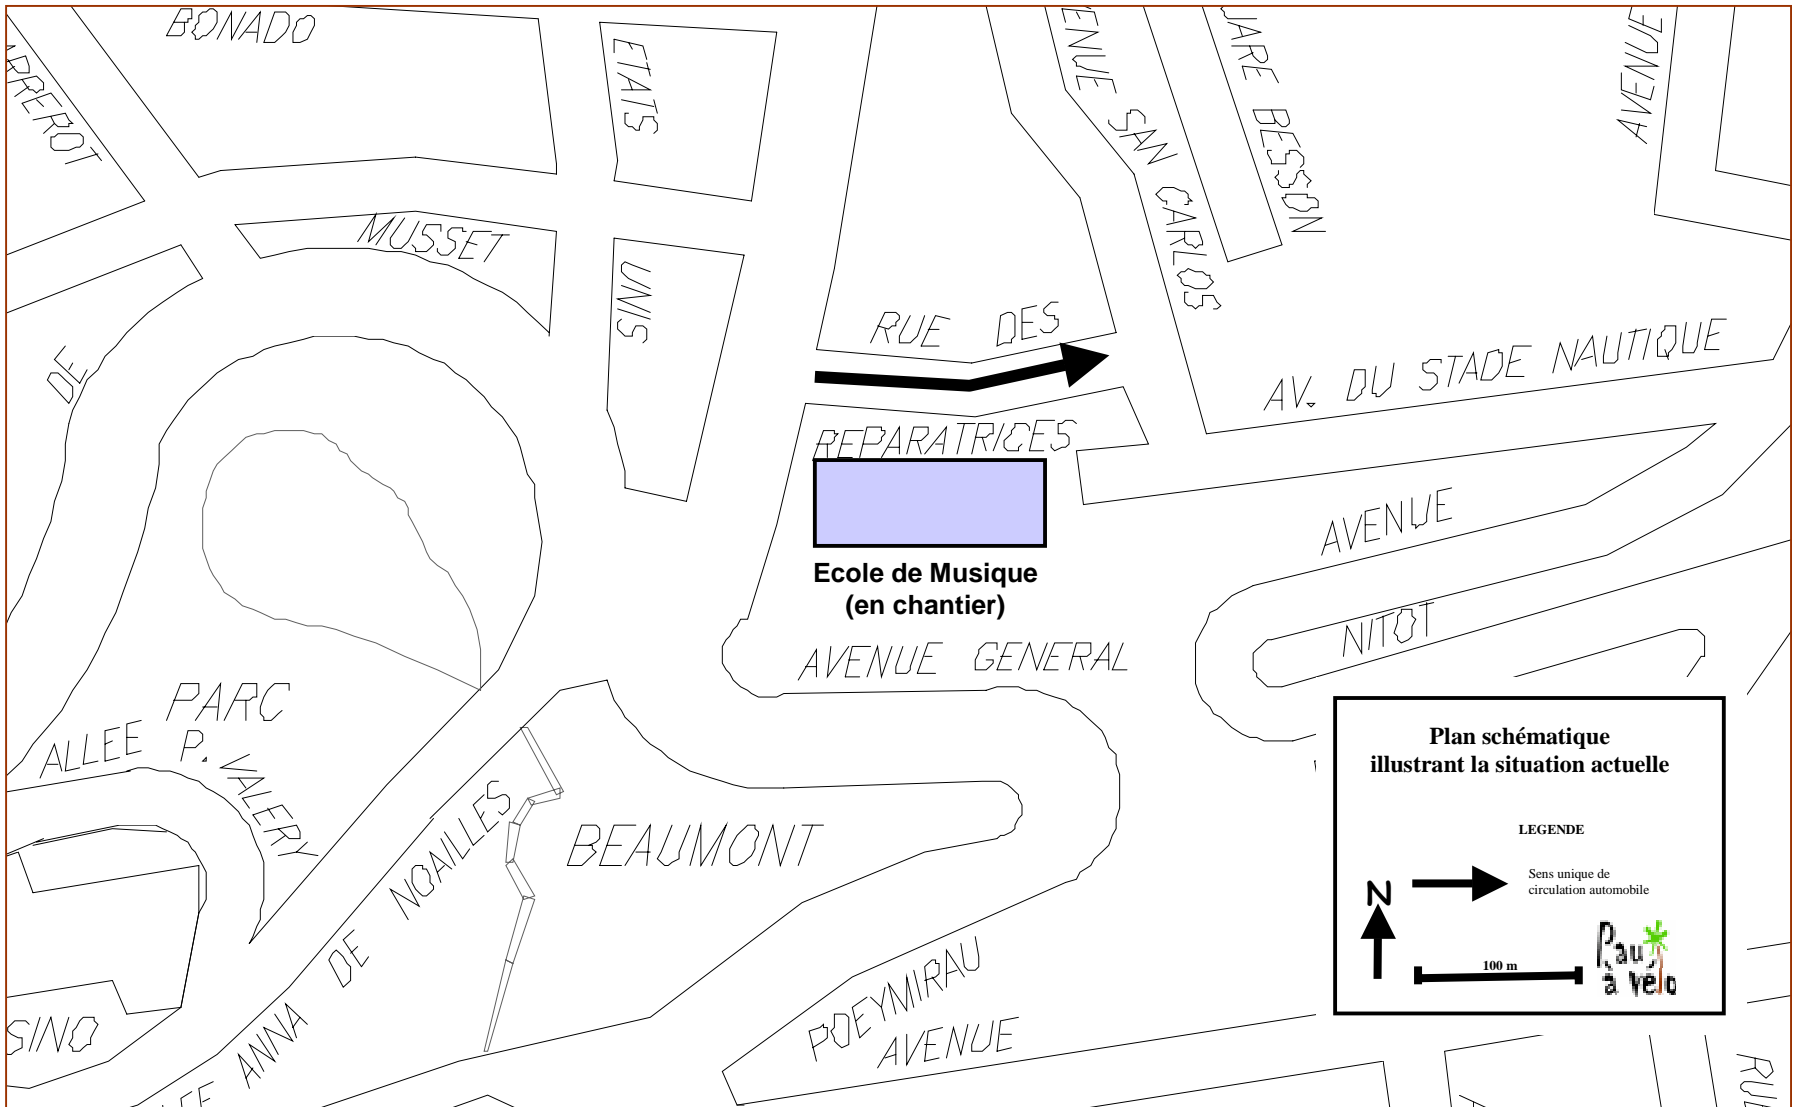 BONADO
ETATS
UNIS
MUSSET
DE
SAN CARLOS
BESSON
AVENUE
RUE DES
REPARATRICES
AV. DU STADE NAUTIQUE
Ecole de Musique
(en chantier)
AVENUE
NITOT
AVENUE GENERAL
POEYMIRAU
AVENUE
PARC
BEAUMONT
ALLEE P. VALERY
ANNA DE NOAILLES
SINO
RUE
Plan schématique
illustrant la situation actuelle
LEGENDE
Sens unique de
circulation automobile
N
100 m
Pau
à vélo